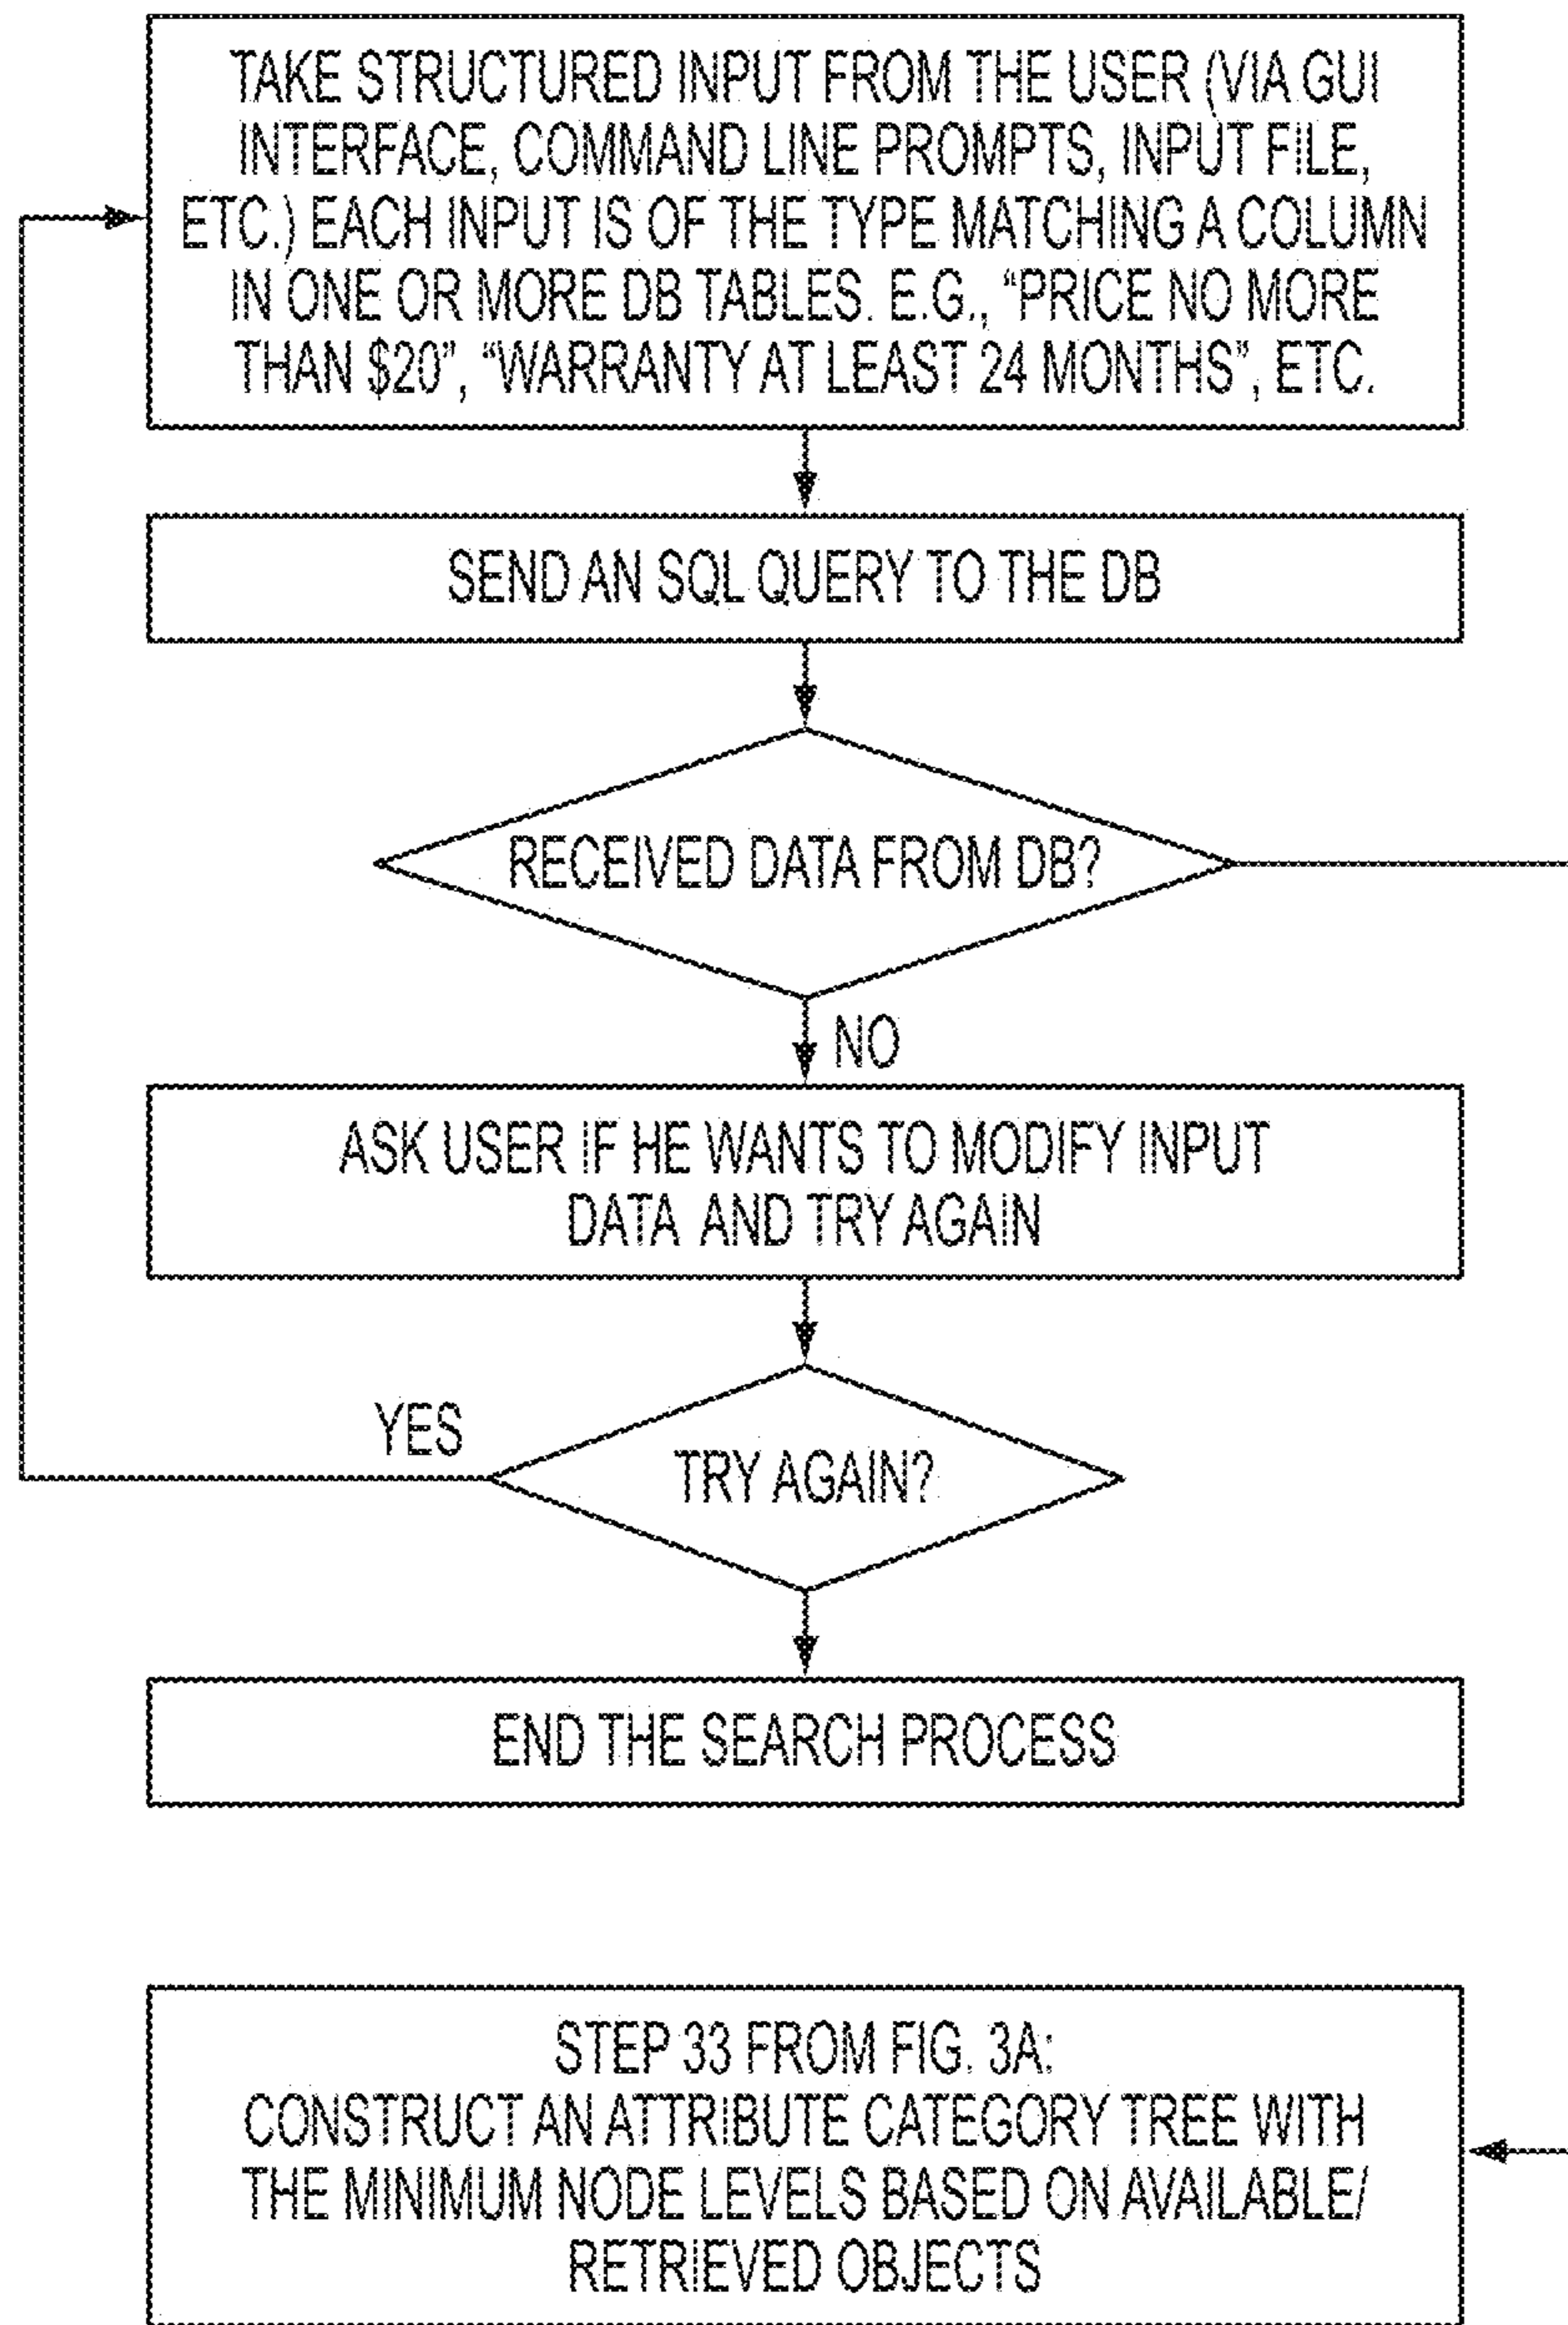 TAKE STRUCTURED INPUT FROM THE USER (VIA GUI
INTERFACE, COMMAND LINE PROMPTS, INPUT FILE,
ETC.) EACH INPUT IS OF THE TYPE MATCHING A COLUMN
IN ONE OR MORE DB TABLES. E.G., “PRICE NO MORE
THAN $20”, “WARRANTY AT LEAST 24 MONTHS”, ETC.
SEND AN SQL QUERY TO THE DB
RECEIVED DATA FROM DB?
NO
ASK USER IF HE WANTS TO MODIFY INPUT
DATA AND TRY AGAIN
YES
TRY AGAIN?
END THE SEARCH PROCESS
STEP 33 FROM FIG. 3A:
CONSTRUCT AN ATTRIBUTE CATEGORY TREE WITH
THE MINIMUM NODE LEVELS BASED ON AVAILABLE/
RETRIEVED OBJECTS